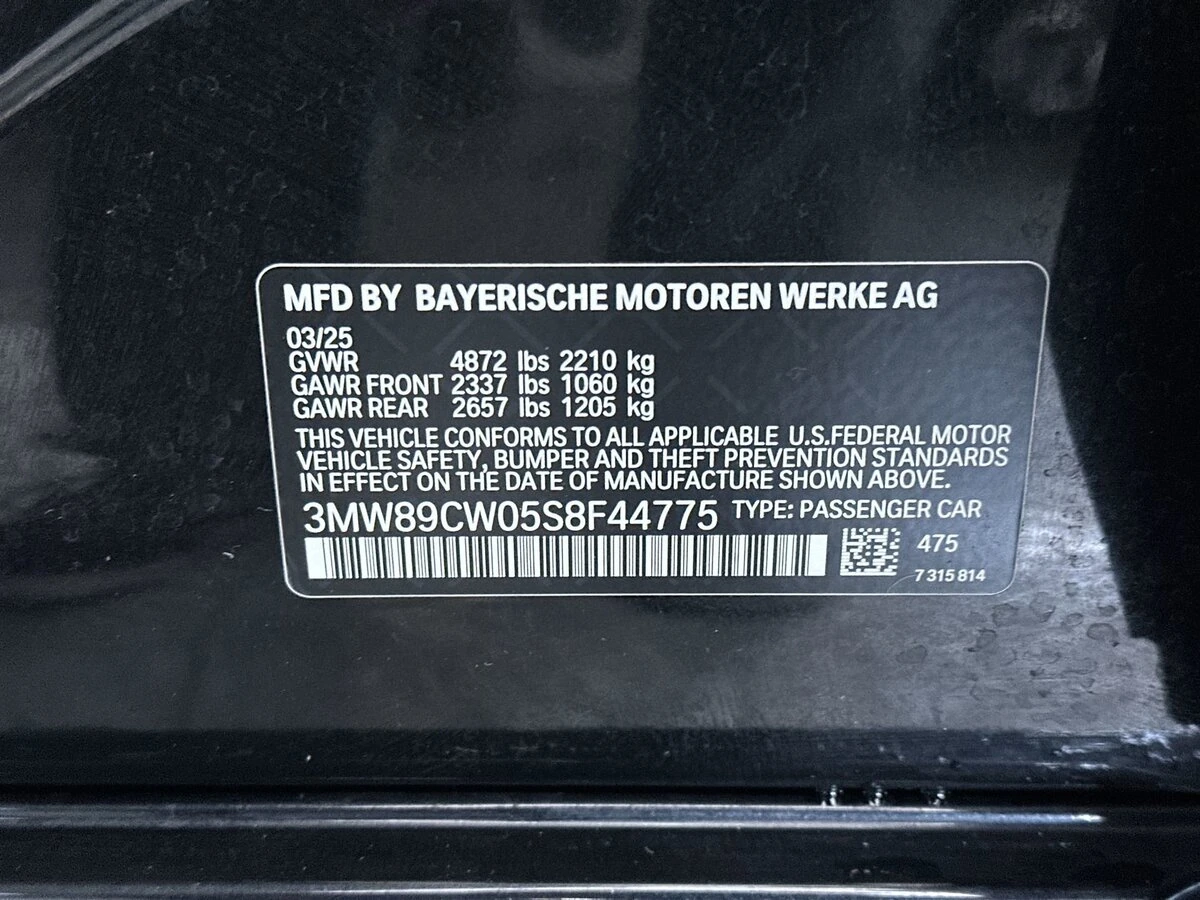 MFD BY BAYERISCHE MOTOREN WERKE AG
03/25
GVWR 4872 lbs 2210 kg
GAWR FRONT 2337 lbs 1060 kg
GAWR REAR 2657 lbs 1205 kg
THIS VEHICLE CONFORMS TO ALL APPLICABLE U.S.FEDERAL MOTOR
VEHICLE SAFETY, BUMPER AND THEFT PREVENTION STANDARDS
IN EFFECT ON THE DATE OF MANUFACTURE SHOWN ABOVE.
3MW89CW05S8F44775 TYPE: PASSENGER CAR
475
7 315 814